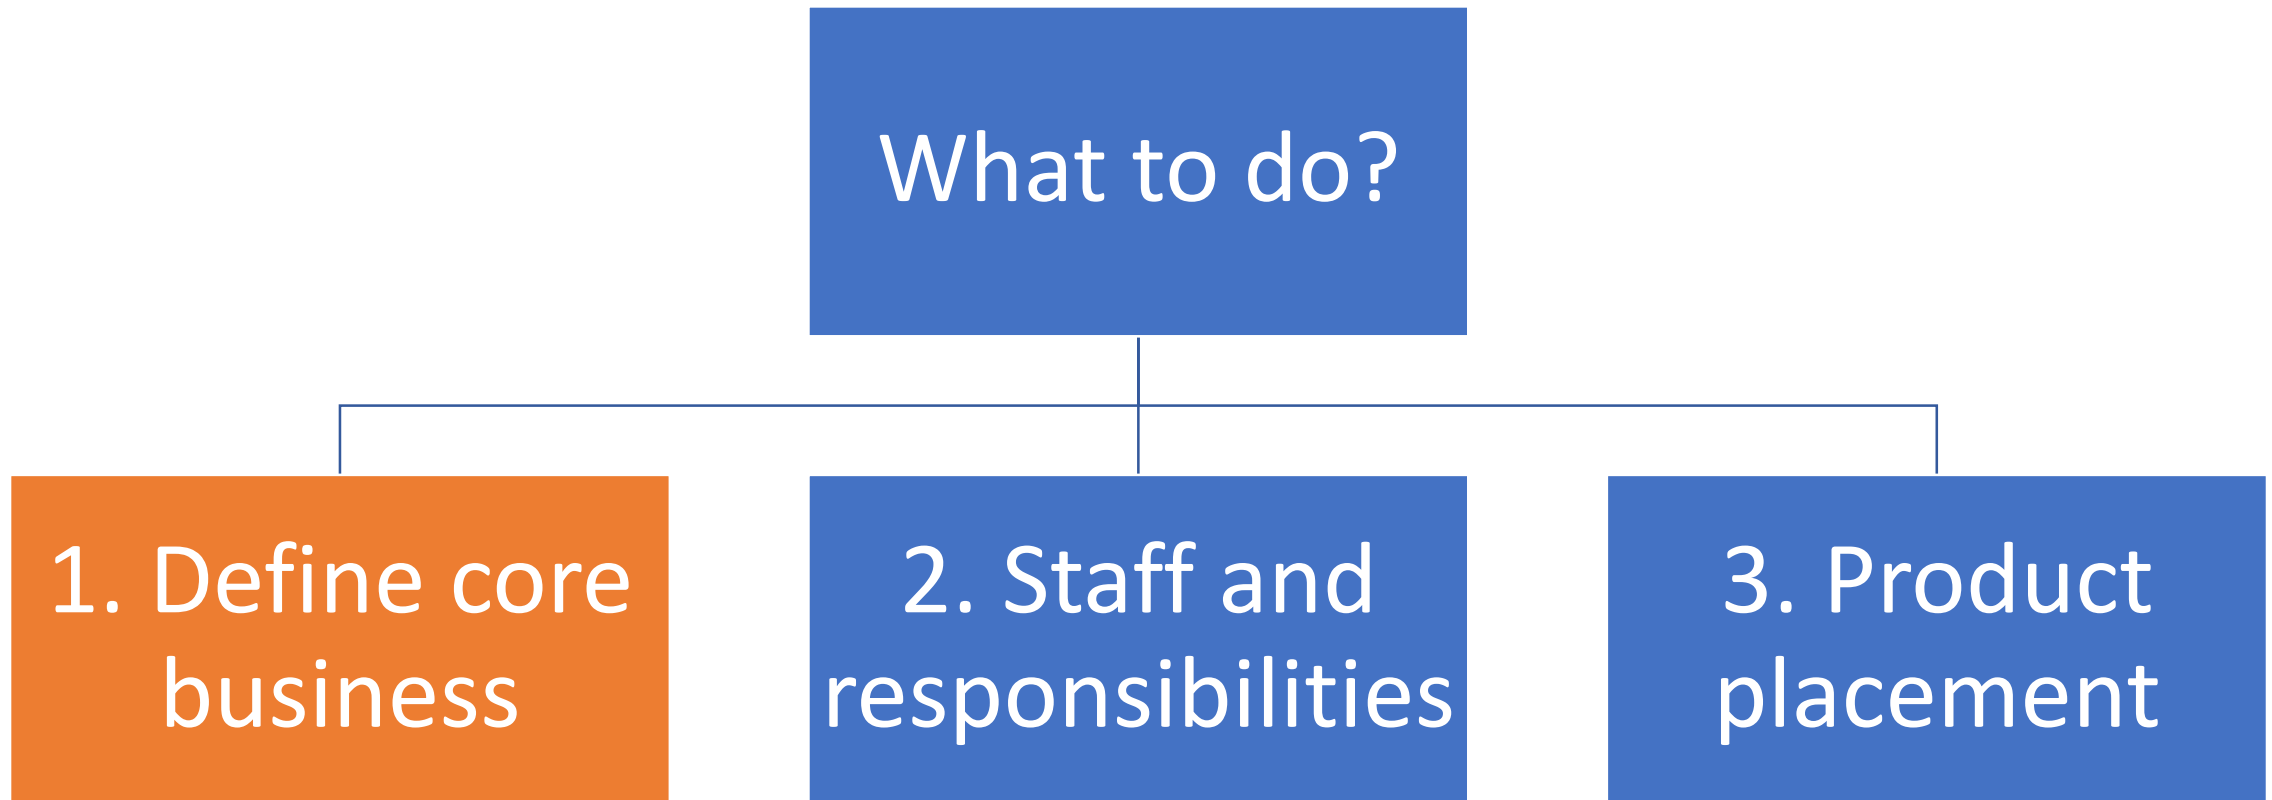 What to do?
1. Define core
business
2. Staff and
responsibilities
3. Product
placement